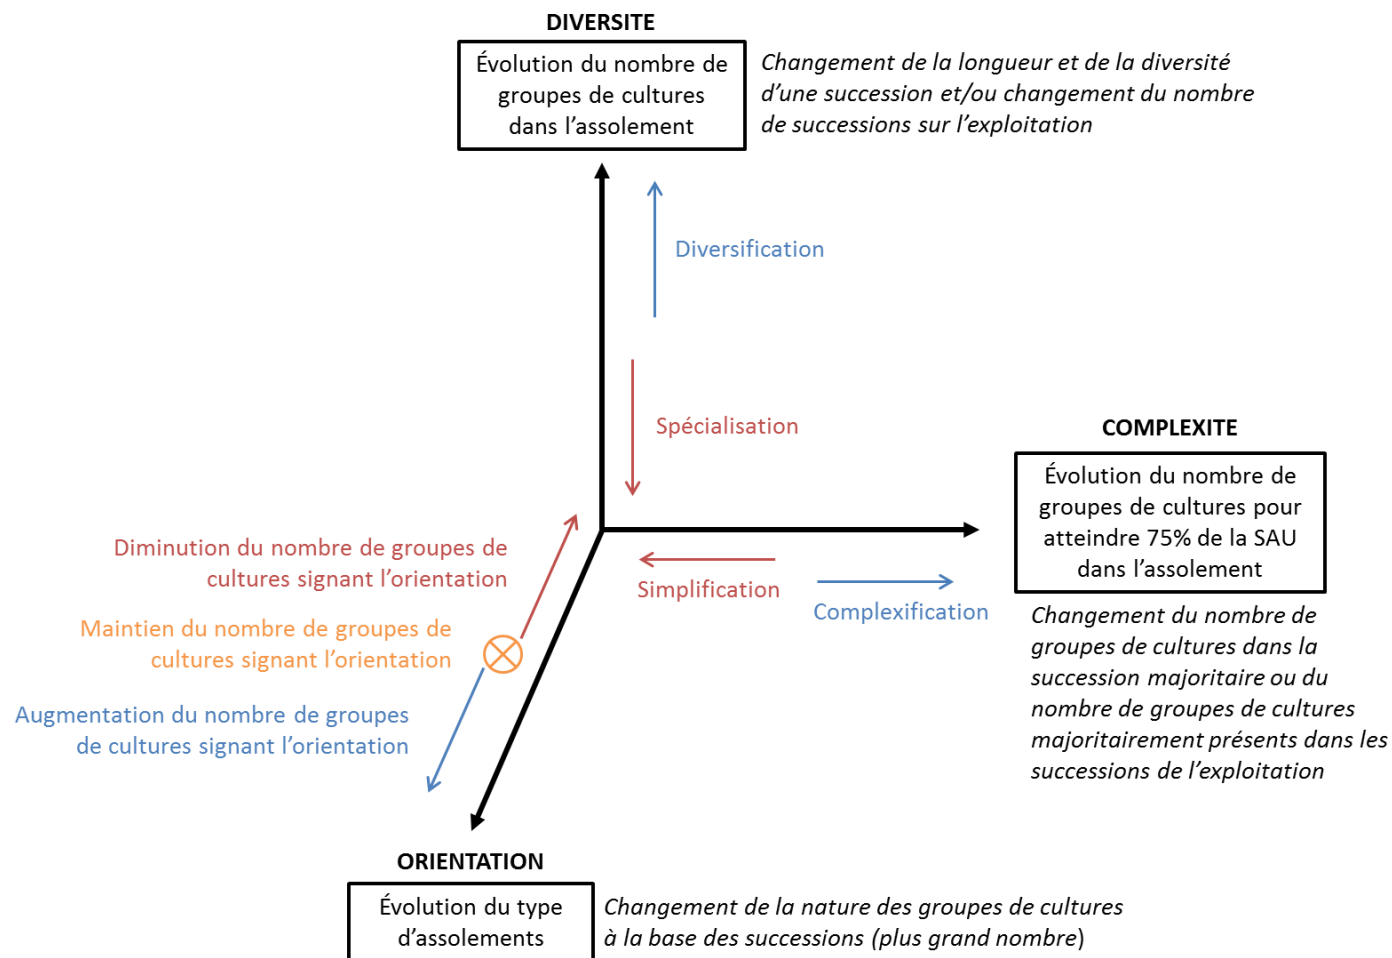 DIVERSITE
Évolution du nombre de
groupes de cultures
dans l’assolement
Changement de la longueur et de la diversité
d’une succession et/ou changement du nombre
de successions sur l’exploitation
Diversification
Spécialisation
COMPLEXITE
Évolution du nombre de
groupes de cultures pour
atteindre 75% de la SAU
dans l’assolement
Changement du nombre de
groupes de cultures dans la
succession majoritaire ou du
nombre de groupes de cultures
majoritairement présents dans les
successions de l’exploitation
Simplification
Complexification
Diminution du nombre de groupes de
cultures signant l’orientation
Maintien du nombre de groupes de
cultures signant l’orientation
Augmentation du nombre de groupes
de cultures signant l’orientation
ORIENTATION
Évolution du type
d’assolements
Changement de la nature des groupes de cultures
à la base des successions (plus grand nombre)